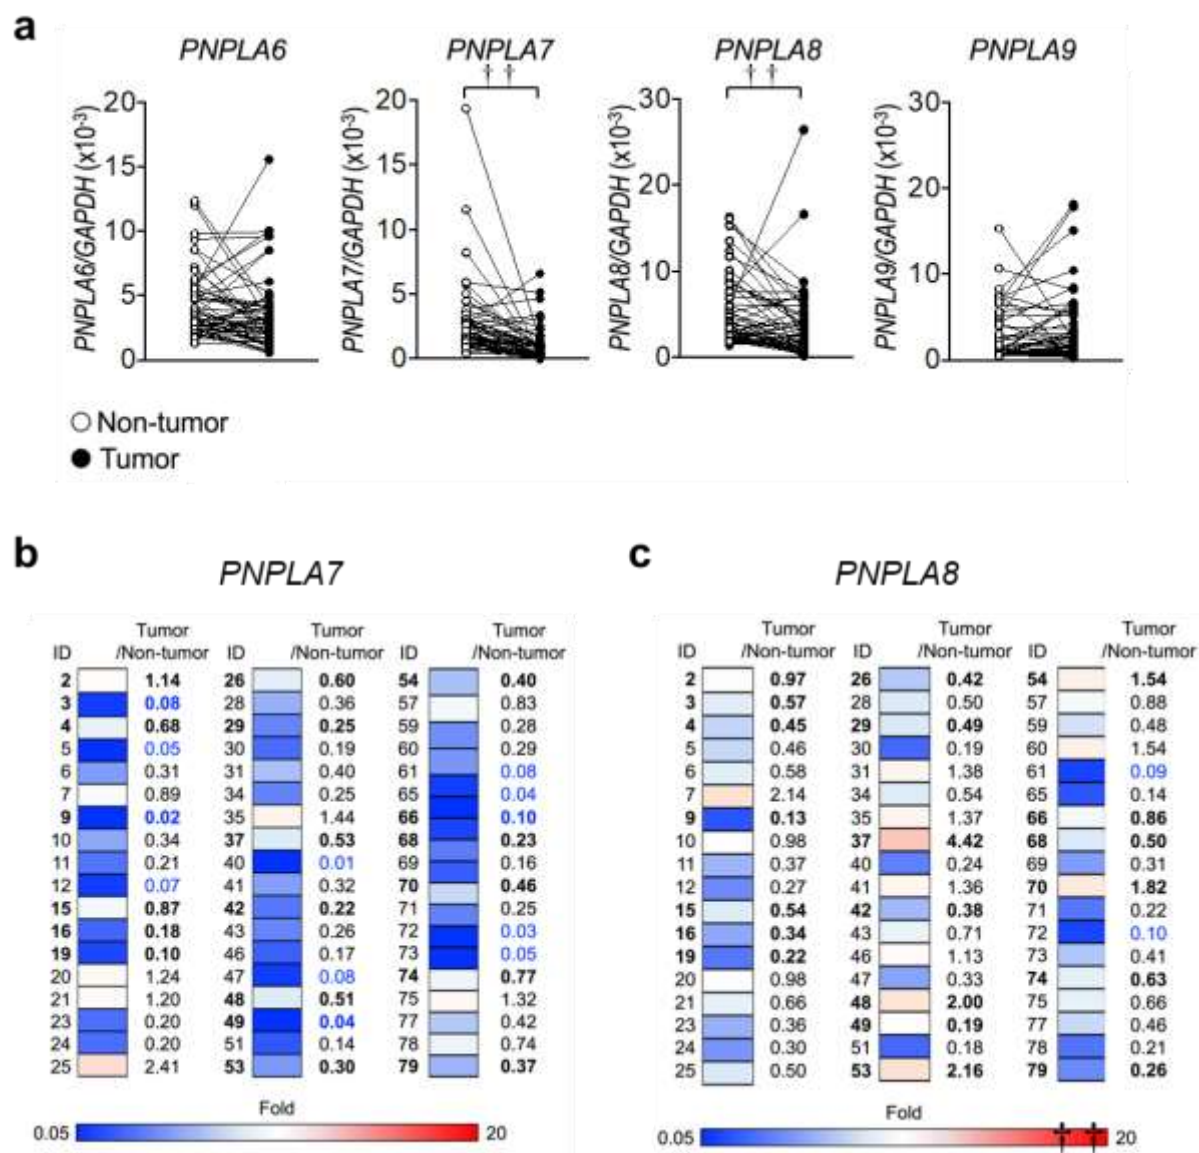 a
PNPLA6 PNPLA7 PNPLA8 PNPLA9
† † † †
PNPLA6/GAPDH (x10-3) PNPLA7/GAPDH (x10-3) PNPLA8/GAPDH (x10-3) PNPLA9/GAPDH (x10-3)
20 20 30 30
15 15 20 20
10 10 10 10
5 5
0 0 0 0
○ Non-tumor
● Tumor
b PNPLA7
Tumor Tumor Tumor
ID /Non-tumor ID /Non-tumor ID /Non-tumor
2 1.14 26 0.60 54 0.40
3 0.08 28 0.36 57 0.83
4 0.68 29 0.25 59 0.28
5 0.05 30 0.19 60 0.29
6 0.31 31 0.40 61 0.08
7 0.89 34 0.25 65 0.04
9 0.02 35 1.44 66 0.10
10 0.34 37 0.53 68 0.23
11 0.21 40 0.01 69 0.16
12 0.07 41 0.32 70 0.46
15 0.87 42 0.22 71 0.25
16 0.18 43 0.26 72 0.03
19 0.10 46 0.17 73 0.05
20 1.24 47 0.08 74 0.77
21 1.20 48 0.51 75 1.32
23 0.20 49 0.04 77 0.42
24 0.20 51 0.14 78 0.74
25 2.41 53 0.30 79 0.37
Fold
0.05 20
c PNPLA8
Tumor Tumor Tumor
ID /Non-tumor ID /Non-tumor ID /Non-tumor
2 0.97 26 0.42 54 1.54
3 0.57 28 0.50 57 0.88
4 0.45 29 0.49 59 0.48
5 0.46 30 0.19 60 1.54
6 0.58 31 1.38 61 0.09
7 2.14 34 0.54 65 0.14
9 0.13 35 1.37 66 0.86
10 0.98 37 4.42 68 0.50
11 0.37 40 0.24 69 0.31
12 0.27 41 1.36 70 1.82
15 0.54 42 0.38 71 0.22
16 0.34 43 0.71 72 0.10
19 0.22 46 1.13 73 0.41
20 0.98 47 0.33 74 0.63
21 0.66 48 2.00 75 0.66
23 0.36 49 0.19 77 0.46
24 0.30 51 0.18 78 0.21
25 0.50 53 2.16 79 0.26
Fold
0.05 † † 20